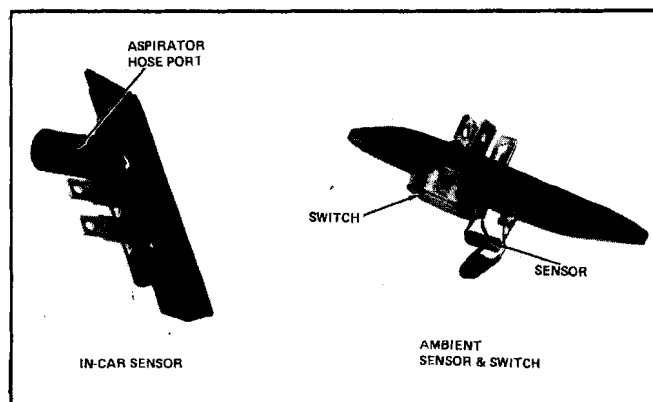 ASPIRATOR
HOSE PORT
SWITCH
SENSOR
IN-CAR SENSOR
AMBIENT
SENSOR & SWITCH